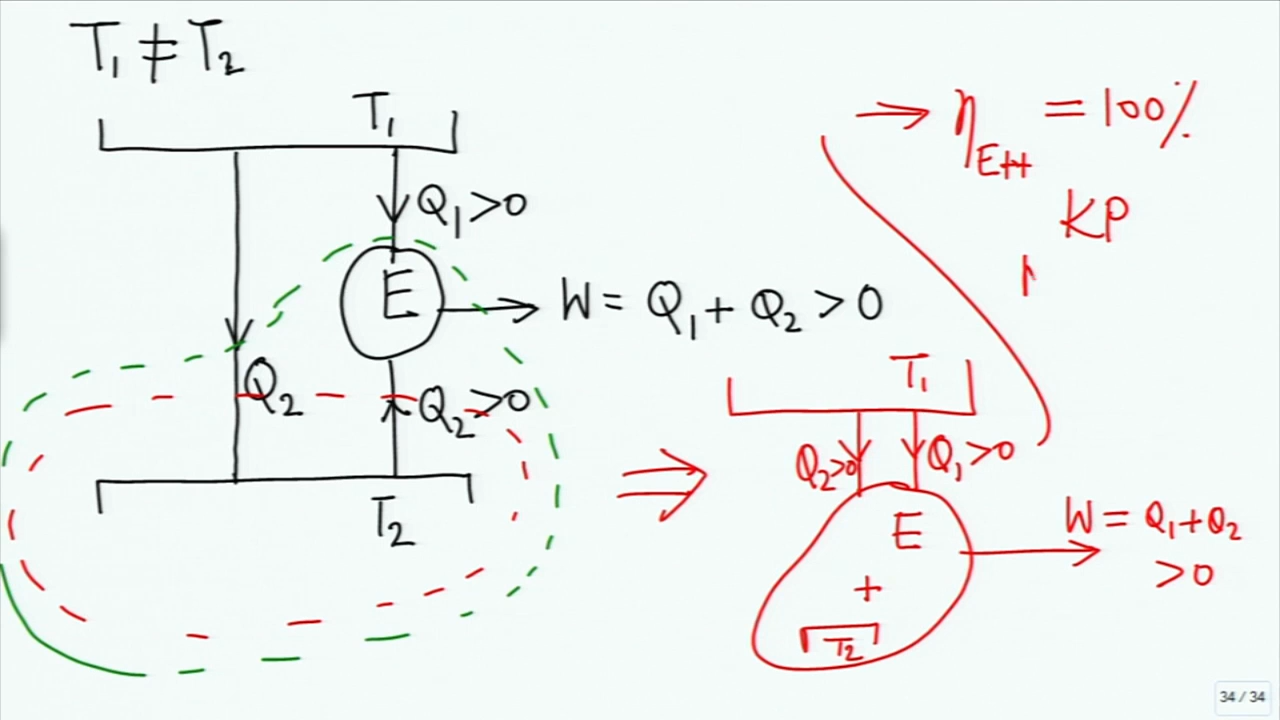 T₁ ≠ T₂
T₁
Q₁ > 0
E
W = Q₁ + Q₂ > 0
Q₂
Q₂ > 0
T₂
→ η = 100%
KP
⇒
T₁
Q₂ > 0
Q₁ > 0
E
+
T₂
W = Q₁ + Q₂
> 0
34 / 34